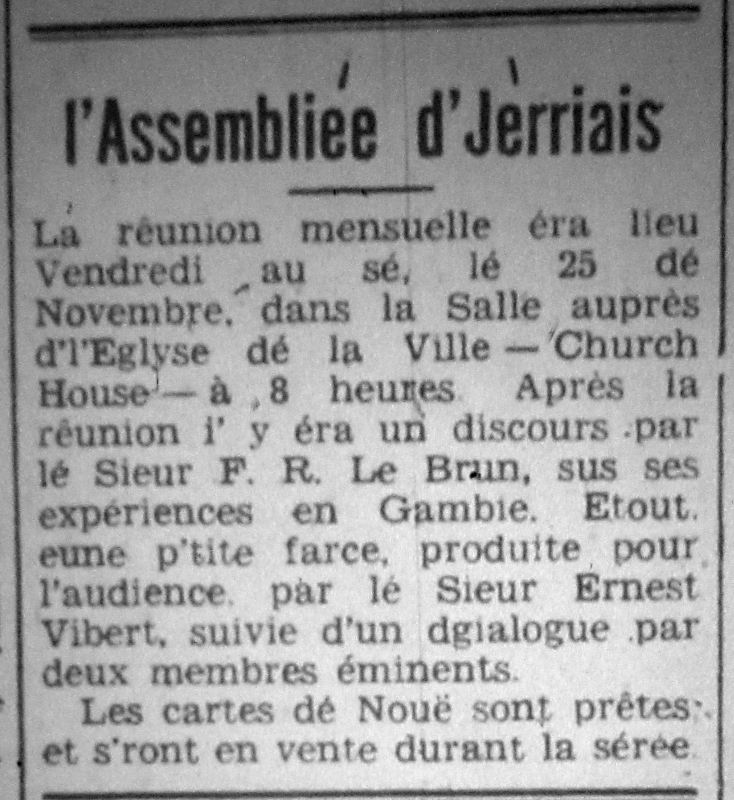 l'Assembliée d'Jèrriais
La rêunion mensuelle éra lieu
Vendredi au sé, lé 25 dé
Novembre, dans la Salle auprès
d'l'Eglyse dé la Ville — Church
House — à 8 heures. Après la
rêunion i' y éra un discours par
lé Sieur F. R. Le Brun, sus ses
expériences en Gambie. Etout,
eune p'tite farce, produite pour
l'audience, par lé Sieur Ernest
Vibert, suivie d'un dgialogue par
deux membres éminents.
Les cartes dé Nouë sont prêtes
et s'ront en vente durant la sérée.